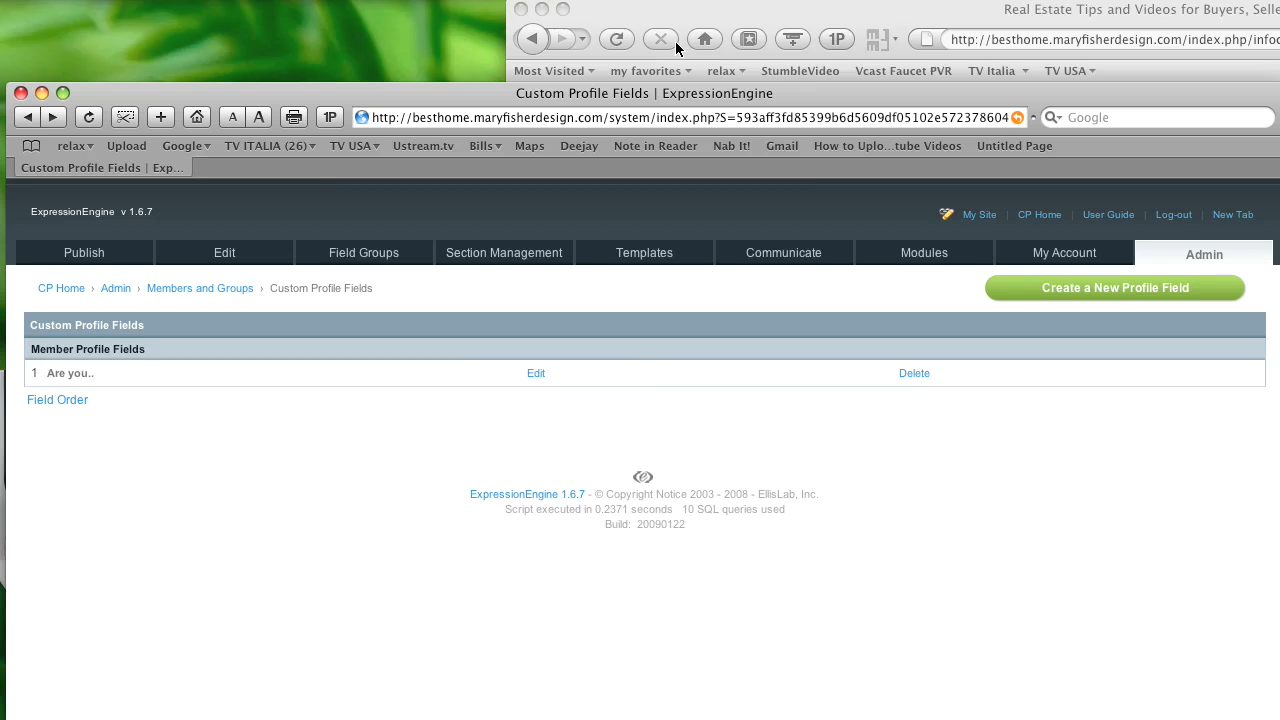 Real Estate Tips and Videos for Buyers, Selle
1P
http://besthome.maryfisherdesign.com/index.php/infoc
Most Visited my favorites relax StumbleVideo Vcast Faucet PVR TV Italia TV USA
Custom Profile Fields | ExpressionEngine
A A 1P http://besthome.maryfisherdesign.com/system/index.php?S=593aff3fd85399b6d5609df05102e572378604 Google
relax Upload Google TV ITALIA (26) TV USA Ustream.tv Bills Maps Deejay Note in Reader Nab It! Gmail How to Uplo...tube Videos Untitled Page
Custom Profile Fields | Exp...
ExpressionEngine v 1.6.7
My Site | CP Home | User Guide | Log-out | New Tab
Publish Edit Field Groups Section Management Templates Communicate Modules My Account Admin
CP Home › Admin › Members and Groups › Custom Profile Fields
Create a New Profile Field
Custom Profile Fields
Member Profile Fields
1 Are you.. Edit Delete
Field Order
ExpressionEngine 1.6.7 - © Copyright Notice 2003 - 2008 - EllisLab, Inc.
Script executed in 0.2371 seconds 10 SQL queries used
Build: 20090122